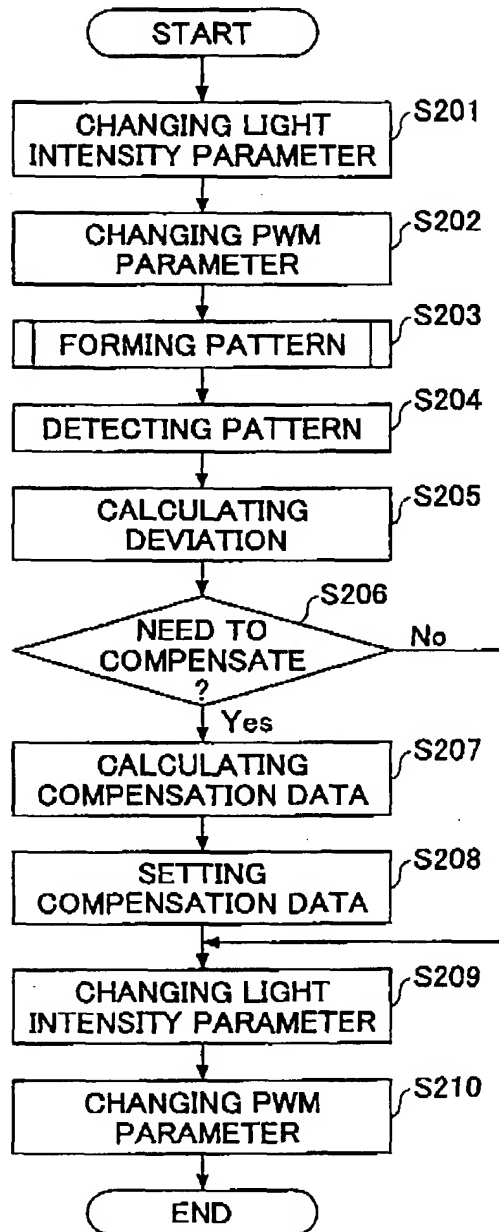 START
CHANGING LIGHT
INTENSITY PARAMETER
S201
CHANGING PWM
PARAMETER
S202
FORMING PATTERN
S203
DETECTING PATTERN
S204
CALCULATING
DEVIATION
S205
NEED TO
COMPENSATE
?
S206
No
Yes
CALCULATING
COMPENSATION DATA
S207
SETTING
COMPENSATION DATA
S208
CHANGING LIGHT
INTENSITY PARAMETER
S209
CHANGING PWM
PARAMETER
S210
END